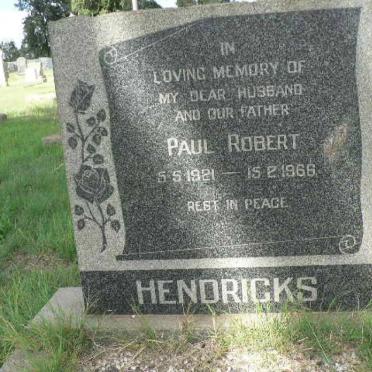 IN
LOVING MEMORY OF
MY DEAR HUSBAND
AND OUR FATHER
PAUL ROBERT
5·5·1921 — 15·2·1966
REST IN PEACE
HENDRICKS